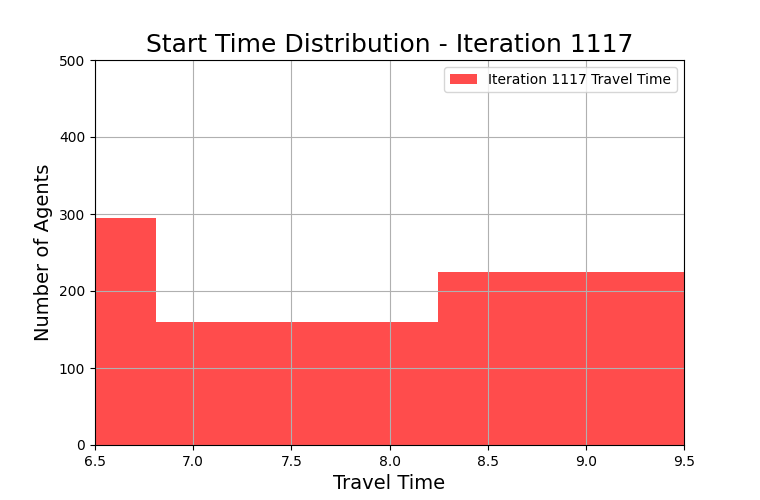 Start Time Distribution - Iteration 1117
500
Iteration 1117 Travel Time
400
300
200
100
0
Number of Agents
6.5 7.0 7.5 8.0 8.5 9.0 9.5
Travel Time